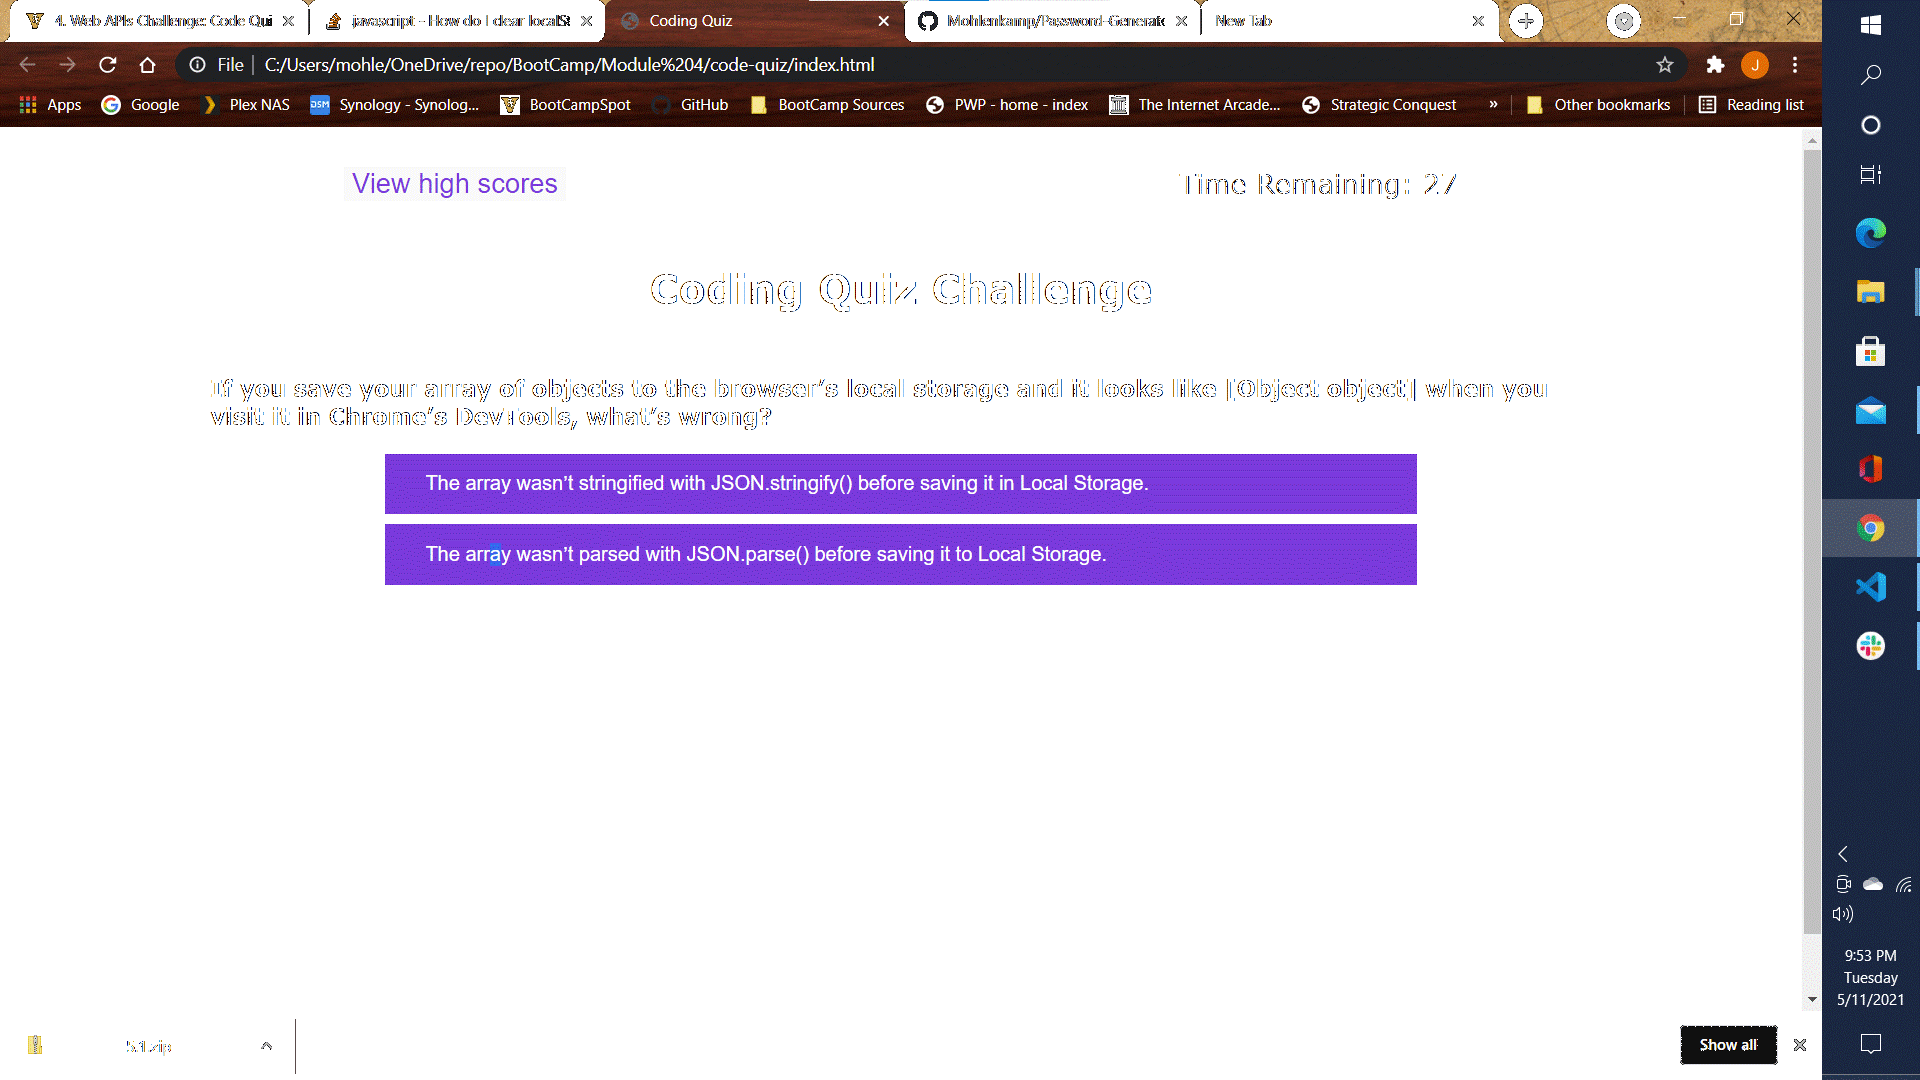 4. Web APIs Challenge: Code Qui
javascript - How do I clear localSt
Coding Quiz
Mohlenkamp/Password-Generato
New Tab
File
C:/Users/mohle/OneDrive/repo/BootCamp/Module%204/code-quiz/index.html
J
Apps
Google
Plex NAS
DSM
Synology - Synolog...
BootCampSpot
GitHub
BootCamp Sources
PWP - home - index
The Internet Arcade...
Strategic Conquest
»
Other bookmarks
Reading list
View high scores
Time Remaining: 27
Coding Quiz Challenge
If you save your array of objects to the browser’s local storage and it looks like [Object object] when you
visit it in Chrome’s DevTools, what’s wrong?
The array wasn’t stringified with JSON.stringify() before saving it in Local Storage.
The array wasn’t parsed with JSON.parse() before saving it to Local Storage.
9:53 PM
Tuesday
5/11/2021
5.1.zip
Show all